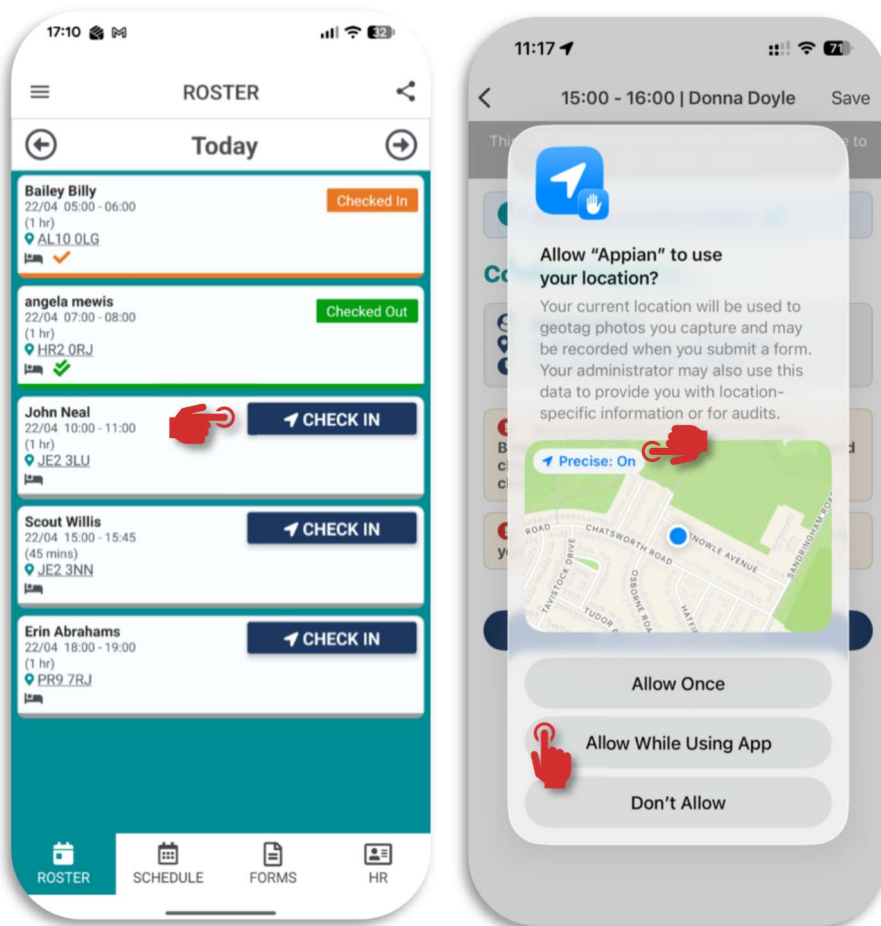 17:10
32
ROSTER
Today
Bailey Billy
22/04 05:00 - 06:00
(1 hr)
AL10 0LG
Checked In
angela mewis
22/04 07:00 - 08:00
(1 hr)
HR2 0RJ
Checked Out
John Neal
22/04 10:00 - 11:00
(1 hr)
JE2 3LU
CHECK IN
Scout Willis
22/04 15:00 - 15:45
(45 mins)
JE2 3NN
CHECK IN
Erin Abrahams
22/04 18:00 - 19:00
(1 hr)
PR9 7RJ
CHECK IN
ROSTER
SCHEDULE
FORMS
HR
11:17
71
15:00 - 16:00 | Donna Doyle
Save
Allow “Appian” to use
your location?
Your current location will be used to
geotag photos you capture and may
be recorded when you submit a form.
Your administrator may also use this
data to provide you with location-
specific information or for audits.
Precise: On
ROAD
CHATSWORTH ROAD
KNOWLE AVENUE
SANDRINGHAM ROAD
TAVISTOCK DRIVE
OSBORNE ROA
TUDOR
HATFI
Allow Once
Allow While Using App
Don’t Allow